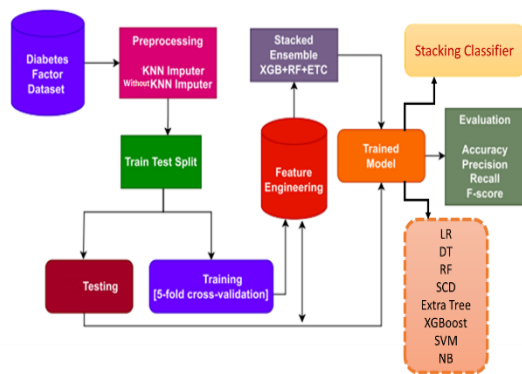 Diabetes
Factor
Dataset
Preprocessing
KNN Imputer
Without KNN Imputer
Train Test Split
Testing
Training
[5-fold cross-validation]
Stacked
Ensemble
XGB+RF+ETC
Feature
Engineering
Trained
Model
Stacking Classifier
Evaluation
Accuracy
Precision
Recall
F-score
LR
DT
RF
SCD
Extra Tree
XGBoost
SVM
NB